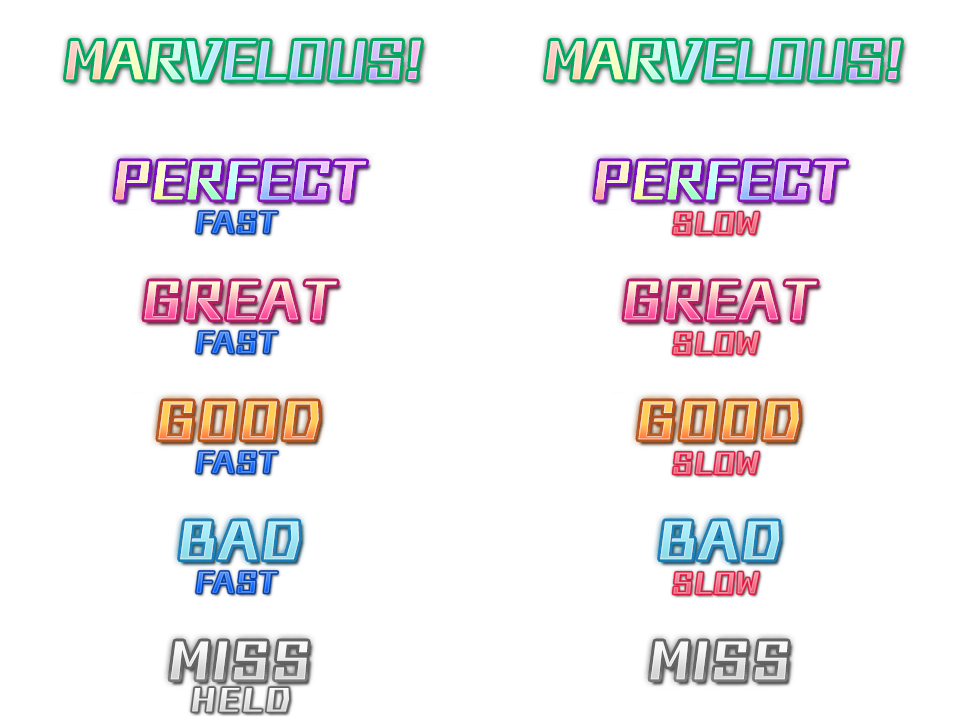 MARVELOUS! MARVELOUS!
PERFECT PERFECT
FAST SLOW
GREAT GREAT
FAST SLOW
GOOD GOOD
FAST SLOW
BAD BAD
FAST SLOW
MISS MISS
HELD